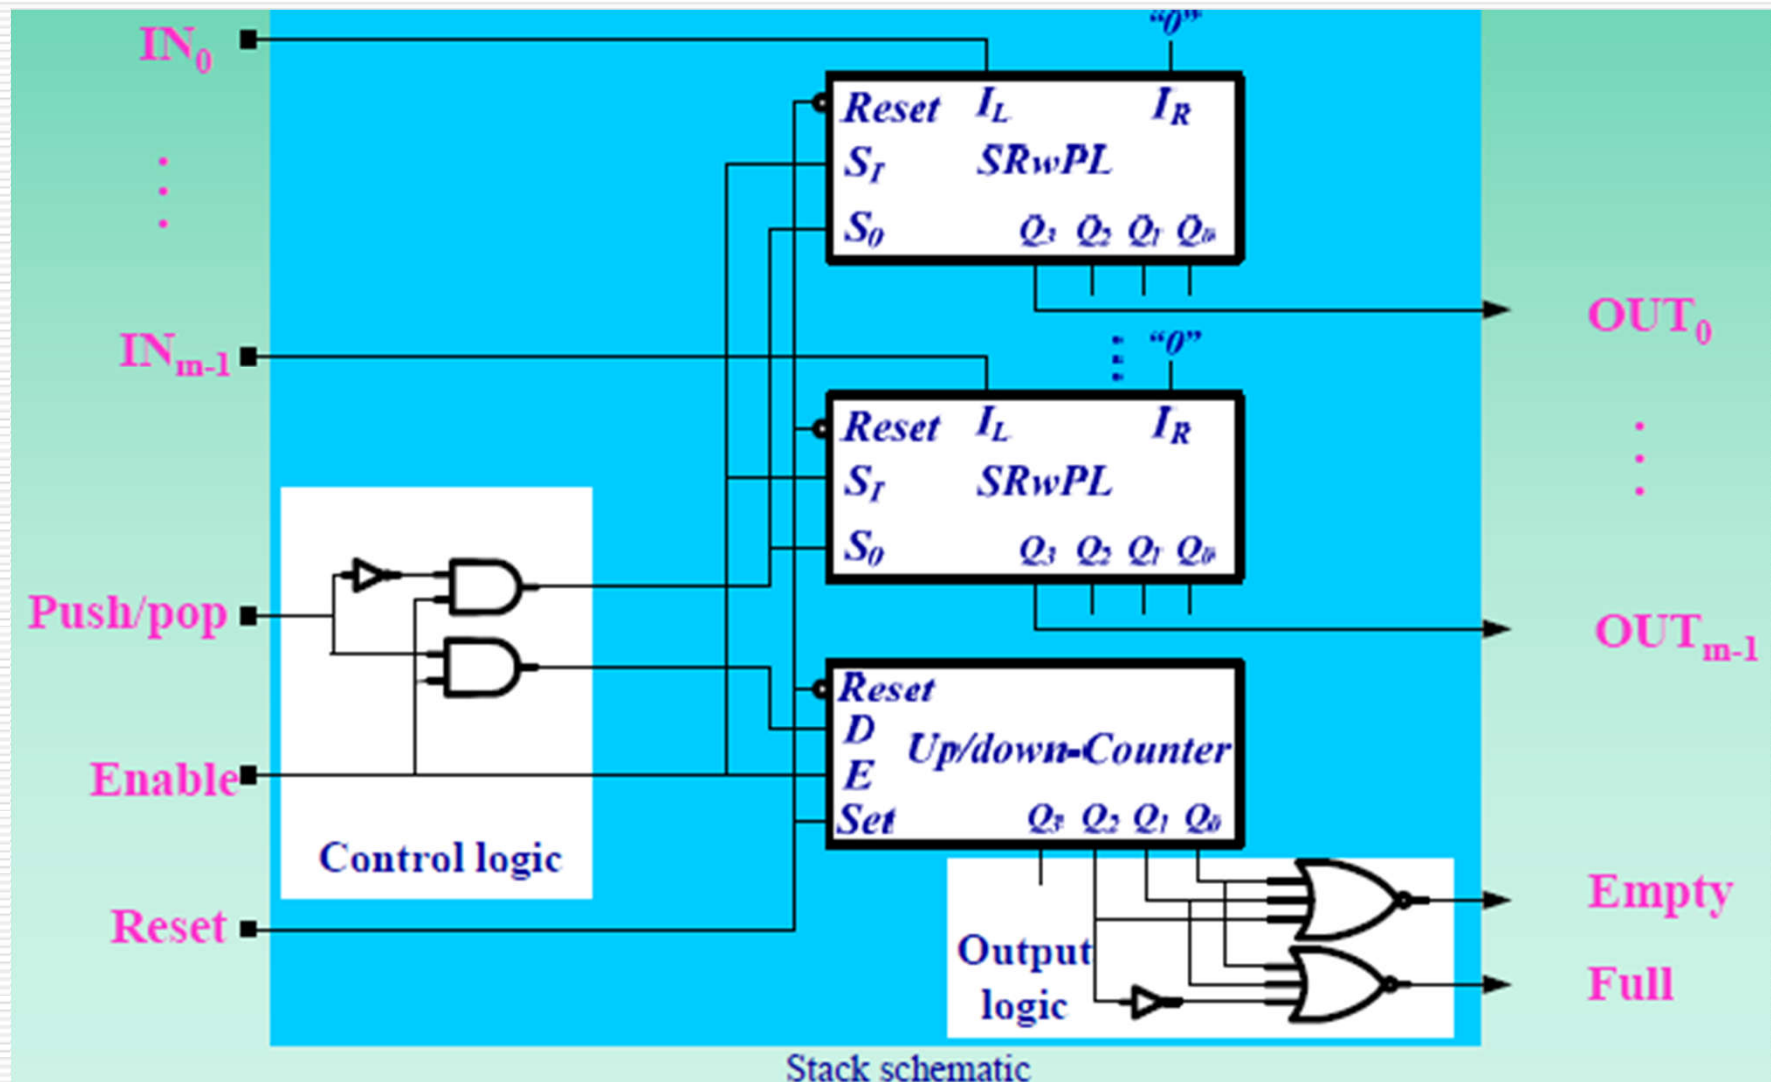 IN0
INm-1
Push/pop
Enable
Reset
Control logic
“0”
Reset IL IR
SI SRwPL
S0 Q3 Q2 Q1 Q0
“0”
Reset IL IR
SI SRwPL
S0 Q3 Q2 Q1 Q0
Reset
D
Up/down-Counter
E
Set Q3 Q2 Q1 Q0
Output
logic
OUT0
OUTm-1
Empty
Full
Stack schematic